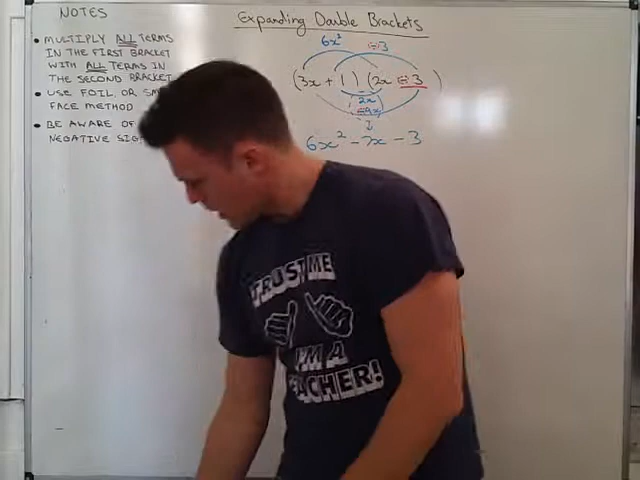 NOTES
• MULTIPLY ALL TERMS
IN THE FIRST BRACKET
WITH ALL TERMS IN
THE SECOND BRACKET
• USE FOIL OR
FACE METHOD
• BE AWARE OF
NEGATIVE
Expanding Double Brackets
6x² -3
(3x + 1)(2x - 3)
2x
-9x
6x² - 7x - 3
TRUST ME
I'M A
TEACHER!